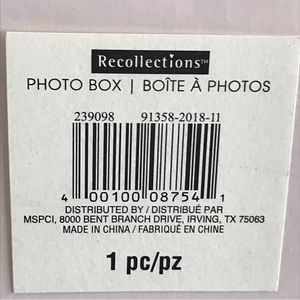 Recollections™
PHOTO BOX | BOÎTE À PHOTOS
239098 91358-2018-11
4 00100 08754 1
DISTRIBUTED BY / DISTRIBUÉ PAR
MSPCI, 8000 BENT BRANCH DRIVE, IRVING, TX 75063
MADE IN CHINA / FABRIQUÉ EN CHINE
1 pc/pz